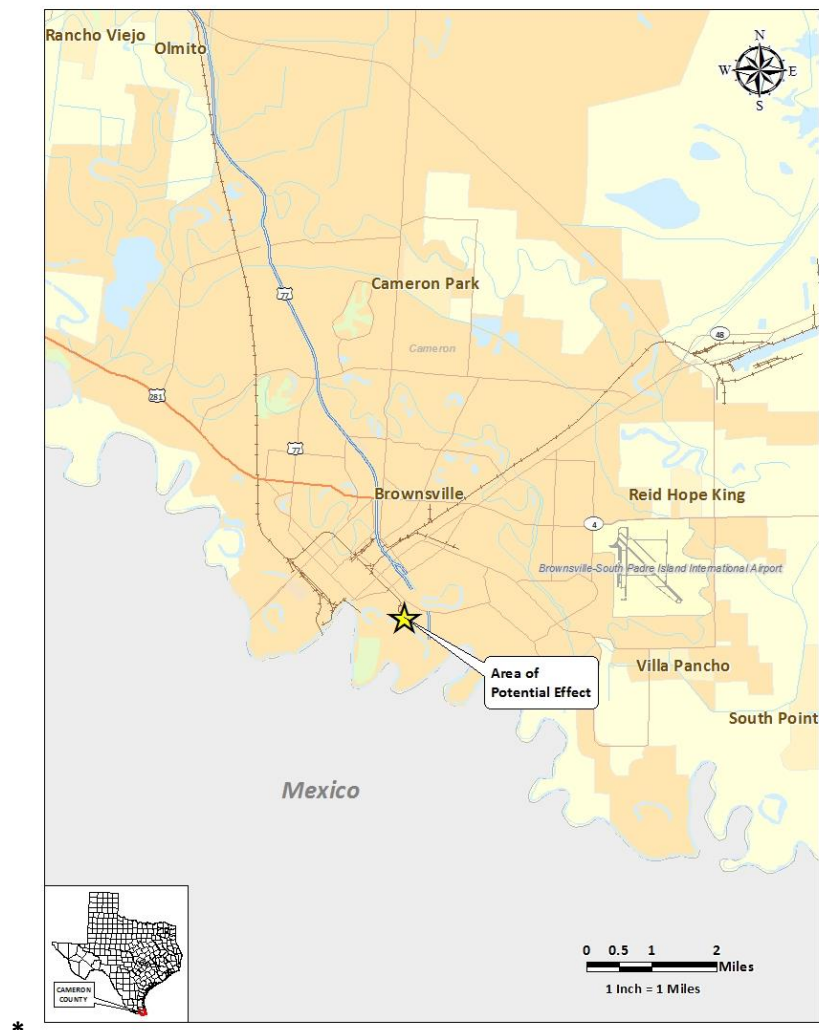 Rancho Viejo
Olmito
N
W E
S
77
Cameron Park
48
Cameron
281
77
Brownsville
Reid Hope King
4
Brownsville-South Padre Island International Airport
Area of
Potential Effect
Villa Pancho
South Point
Mexico
CAMERON
COUNTY
0 0.5 1 2
Miles
1 Inch = 1 Miles
*